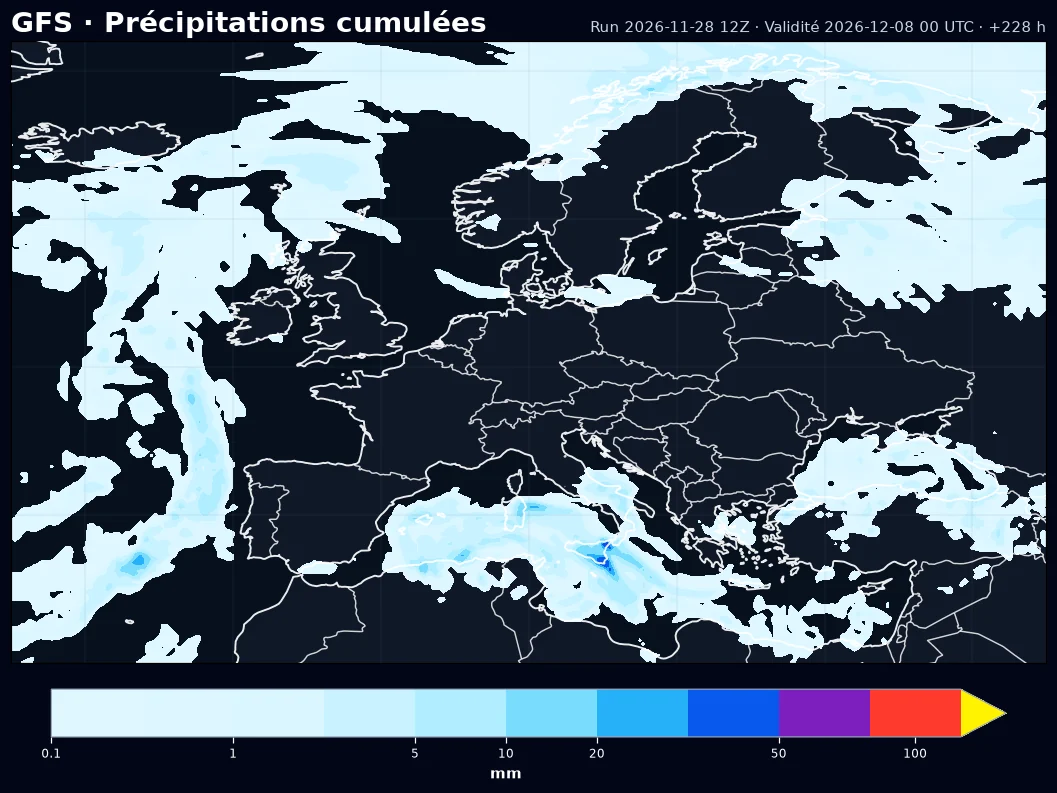 GFS · Précipitations cumulées
Run 2026-11-28 12Z · Validité 2026-12-08 00 UTC · +228 h
0.1 1 5 10 20 50 100
mm